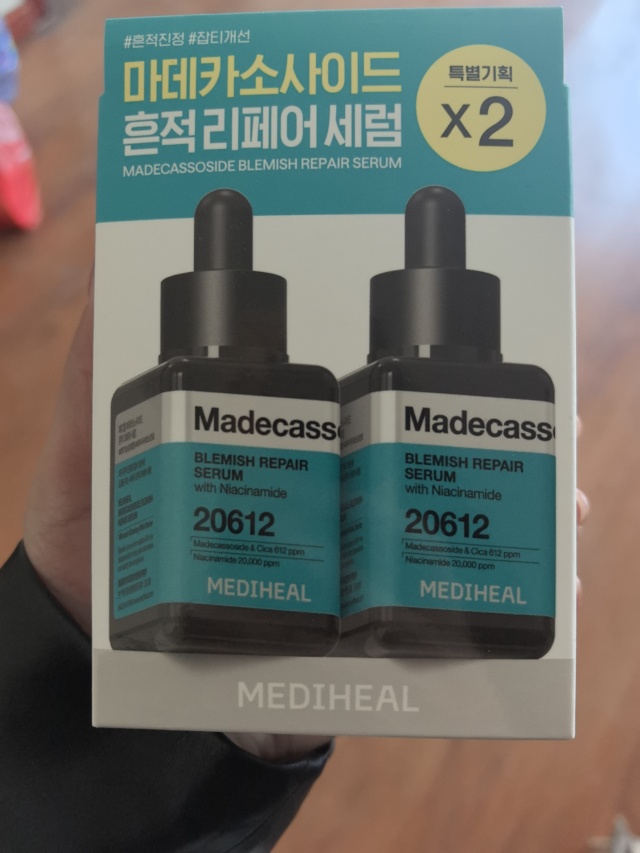 #흔적진정 #잡티개선
마데카소사이드
흔적 리페어 세럼
MADECASSOSIDE BLEMISH REPAIR SERUM
특별기획
x2
Madecasso
BLEMISH REPAIR
SERUM
with Niacinamide
20612
Madecassoside & Cica 612 ppm
Niacinamide 20,000 ppm
MEDIHEAL
Madecasso
BLEMISH REPAIR
SERUM
with Niacinamide
20612
Madecassoside & Cica 612 ppm
Niacinamide 20,000 ppm
MEDIHEAL
MEDIHEAL